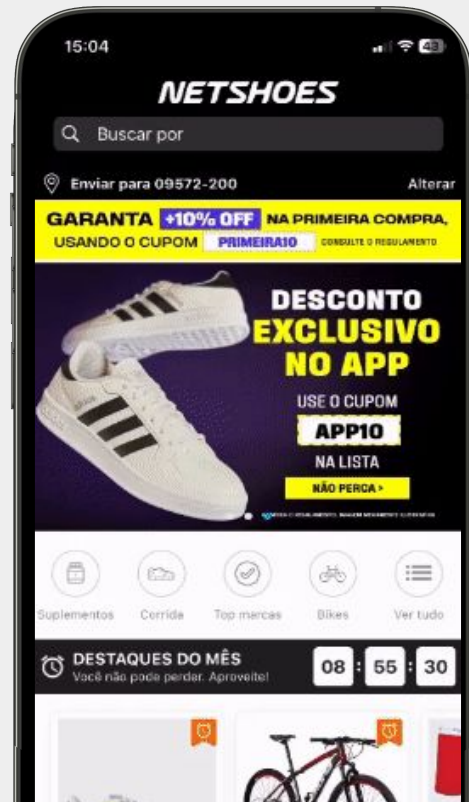 15:04
43
NETSHOES
Buscar por
Enviar para 09572-200
Alterar
GARANTA +10% OFF NA PRIMEIRA COMPRA,
USANDO O CUPOM PRIMEIRA10 CONSULTE O REGULAMENTO
DESCONTO
EXCLUSIVO
NO APP
USE O CUPOM
APP10
NA LISTA
NÃO PERCA >
Suplementos
Corrida
Top marcas
Bikes
Ver tudo
DESTAQUES DO MÊS
08 : 55 : 30
Você não pode perder. Aproveite!